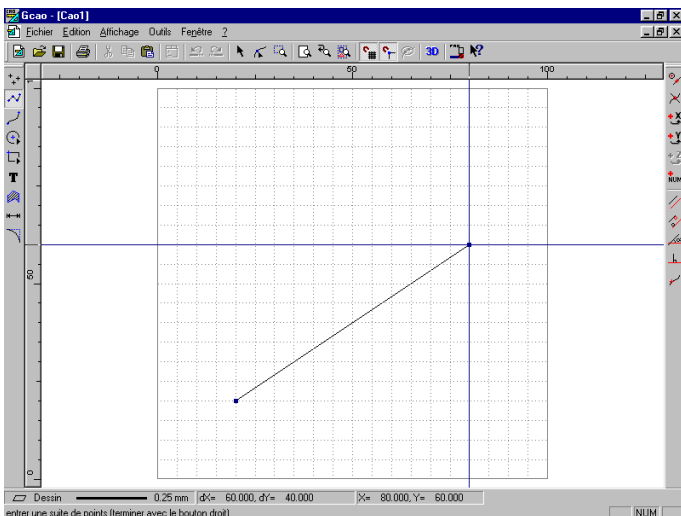 Gcao - [Cao1]
Fichier Edition Affichage Outils Fenêtre ?
3D
0 50 100
T
50
0
X
Y
Z
NUM
Dessin 0.25 mm dX= 60.000, dY= 40.000 X= 80.000, Y= 60.000
entrer une suite de points (terminer avec le bouton droit) NUM